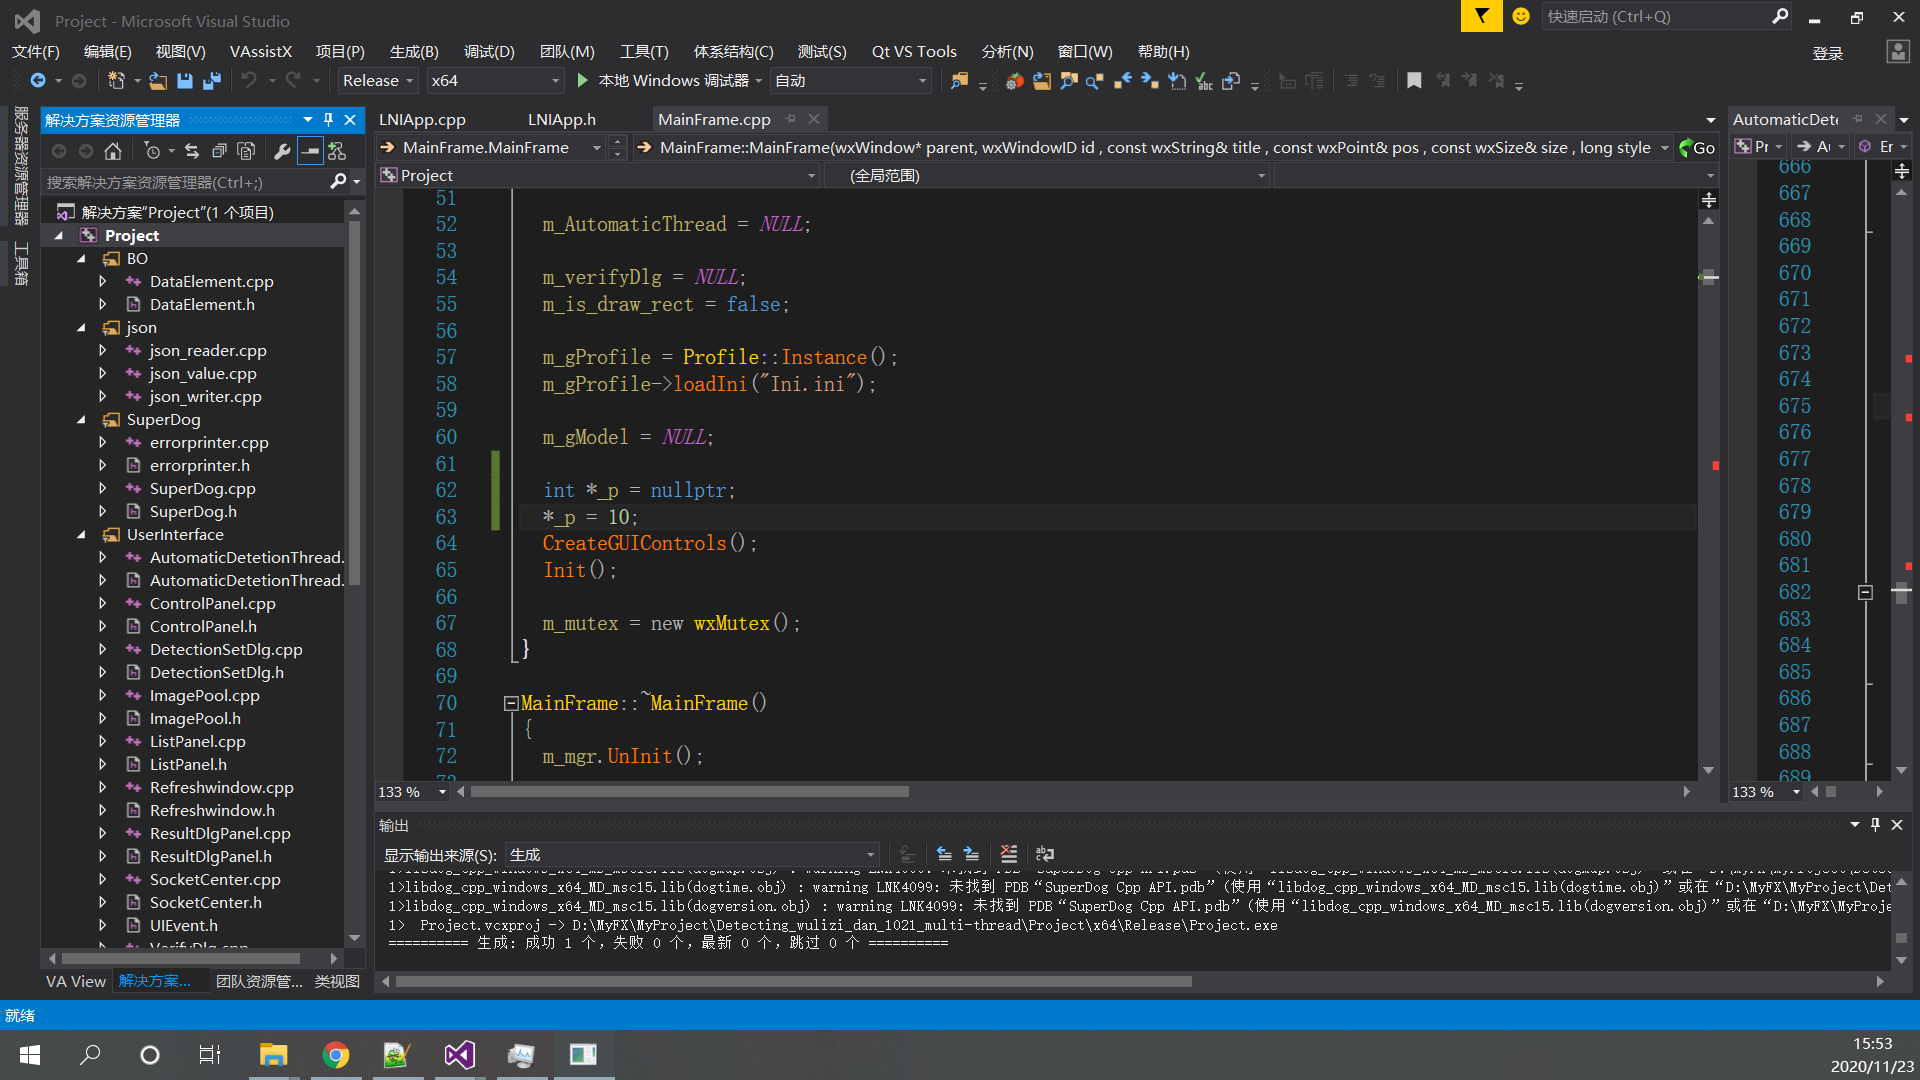 Project - Microsoft Visual Studio
快速启动 (Ctrl+Q)
文件(F) 编辑(E) 视图(V) VAssistX 项目(P) 生成(B) 调试(D) 团队(M) 工具(T) 体系结构(C) 测试(S) Qt VS Tools 分析(N) 窗口(W) 帮助(H) 登录
Release x64 本地 Windows 调试器 自动
服务器资源管理器
工具箱
解决方案资源管理器
搜索解决方案资源管理器(Ctrl+;)
解决方案"Project"(1 个项目)
Project
BO
DataElement.cpp
DataElement.h
json
json_reader.cpp
json_value.cpp
json_writer.cpp
SuperDog
errorprinter.cpp
errorprinter.h
SuperDog.cpp
SuperDog.h
UserInterface
AutomaticDetetionThread.
AutomaticDetetionThread.
ControlPanel.cpp
ControlPanel.h
DetectionSetDlg.cpp
DetectionSetDlg.h
ImagePool.cpp
ImagePool.h
ListPanel.cpp
ListPanel.h
Refreshwindow.cpp
Refreshwindow.h
ResultDlgPanel.cpp
ResultDlgPanel.h
SocketCenter.cpp
SocketCenter.h
UIEvent.h
VerifyDlg.cpp
VA View 解决方案... 团队资源管... 类视图
LNIApp.cpp LNIApp.h MainFrame.cpp
MainFrame.MainFrame MainFrame::MainFrame(wxWindow* parent, wxWindowID id , const wxString& title , const wxPoint& pos , const wxSize& size , long style Go
Project (全局范围)
51
52 m_AutomaticThread = NULL;
53
54 m_verifyDlg = NULL;
55 m_is_draw_rect = false;
56
57 m_gProfile = Profile::Instance();
58 m_gProfile->loadIni("Ini.ini");
59
60 m_gModel = NULL;
61
62 int *_p = nullptr;
63 *_p = 10;
64 CreateGUIControls();
65 Init();
66
67 m_mutex = new wxMutex();
68 }
69
70 MainFrame::~MainFrame()
71 {
72 m_mgr.UnInit();
133 %
AutomaticDete
666
667
668
669
670
671
672
673
674
675
676
677
678
679
680
681
682
683
684
685
686
687
688
689
133 %
输出
显示输出来源(S): 生成
1>libdog_cpp_windows_x64_MD_msc15.lib(dogtime.obj) : warning LNK4099: 未找到 PDB"SuperDog Cpp API.pdb"(使用"libdog_cpp_windows_x64_MD_msc15.lib(dogtime.obj)"或在"D:\MyFX\MyProject\Det
1>libdog_cpp_windows_x64_MD_msc15.lib(dogversion.obj) : warning LNK4099: 未找到 PDB"SuperDog Cpp API.pdb"(使用"libdog_cpp_windows_x64_MD_msc15.lib(dogversion.obj)"或在"D:\MyFX\MyProje
1> Project.vcxproj -> D:\MyFX\MyProject\Detecting_wulizi_dan_1021_multi-thread\Project\x64\Release\Project.exe
========== 生成: 成功 1 个，失败 0 个，最新 0 个，跳过 0 个 ==========
就绪
15:53
2020/11/23